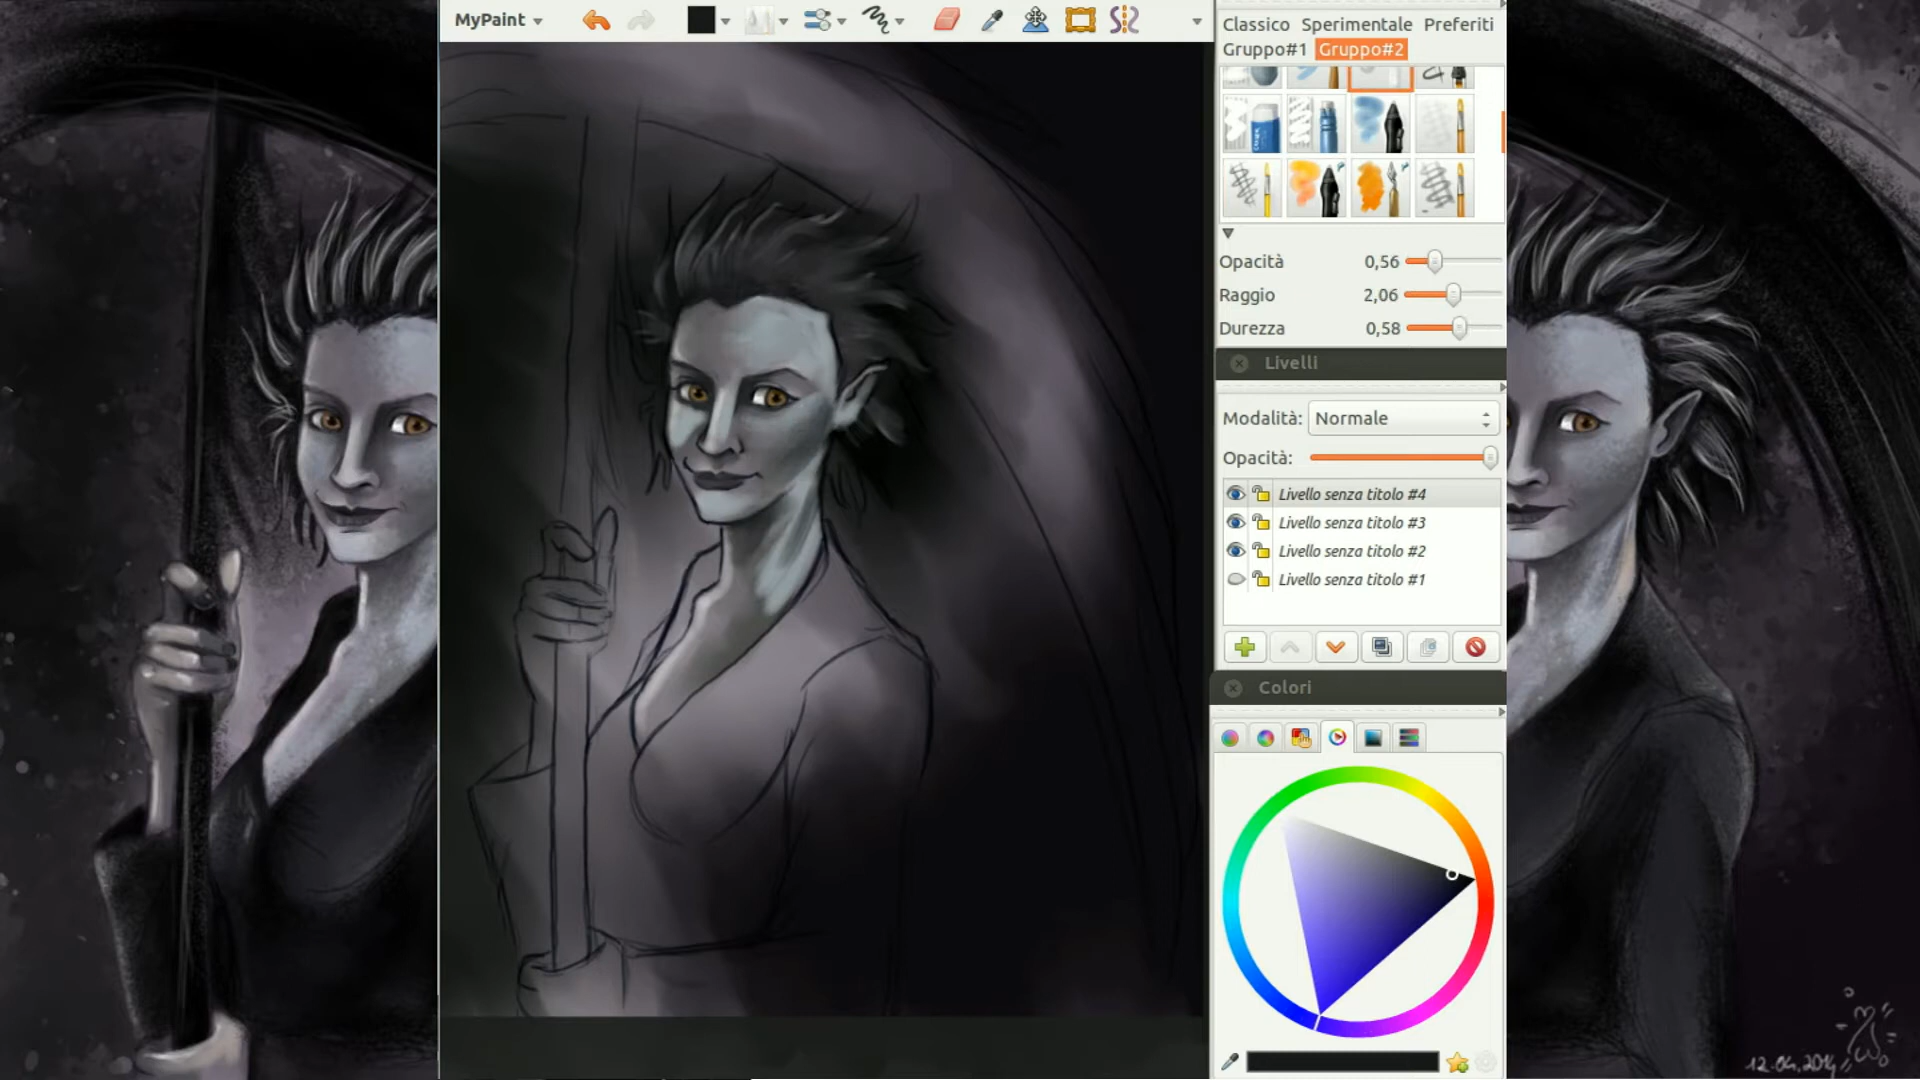 MyPaint
Classico Sperimentale Preferiti
Gruppo#1 Gruppo#2
Opacità 0,56
Raggio 2,06
Durezza 0,58
Livelli
Modalità: Normale
Opacità:
Livello senza titolo #4
Livello senza titolo #3
Livello senza titolo #2
Livello senza titolo #1
Colori
12.04.2014